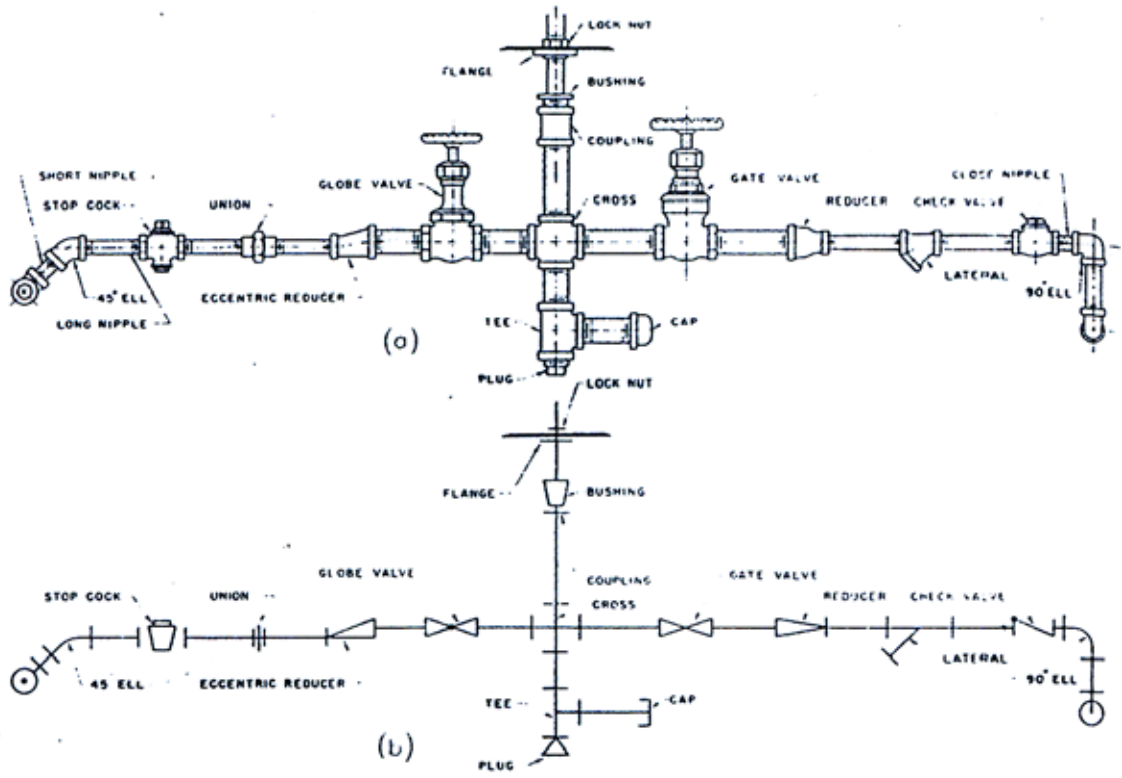 LOCK NUT
FLANGE
BUSHING
COUPLING
SHORT NIPPLE
STOP COCK
UNION
GLOBE VALVE
CROSS
GATE VALVE
REDUCER
CHECK VALVE
CLOSE NIPPLE
45° ELL
LONG NIPPLE
ECCENTRIC REDUCER
LATERAL
90° ELL
TEE
CAP
(a)
PLUG
LOCK NUT
FLANGE
BUSHING
GLOBE VALVE
COUPLING
GATE VALVE
STOP COCK
UNION
CROSS
REDUCER
CHECK VALVE
45° ELL
ECCENTRIC REDUCER
LATERAL
90° ELL
TEE
CAP
(b)
PLUG